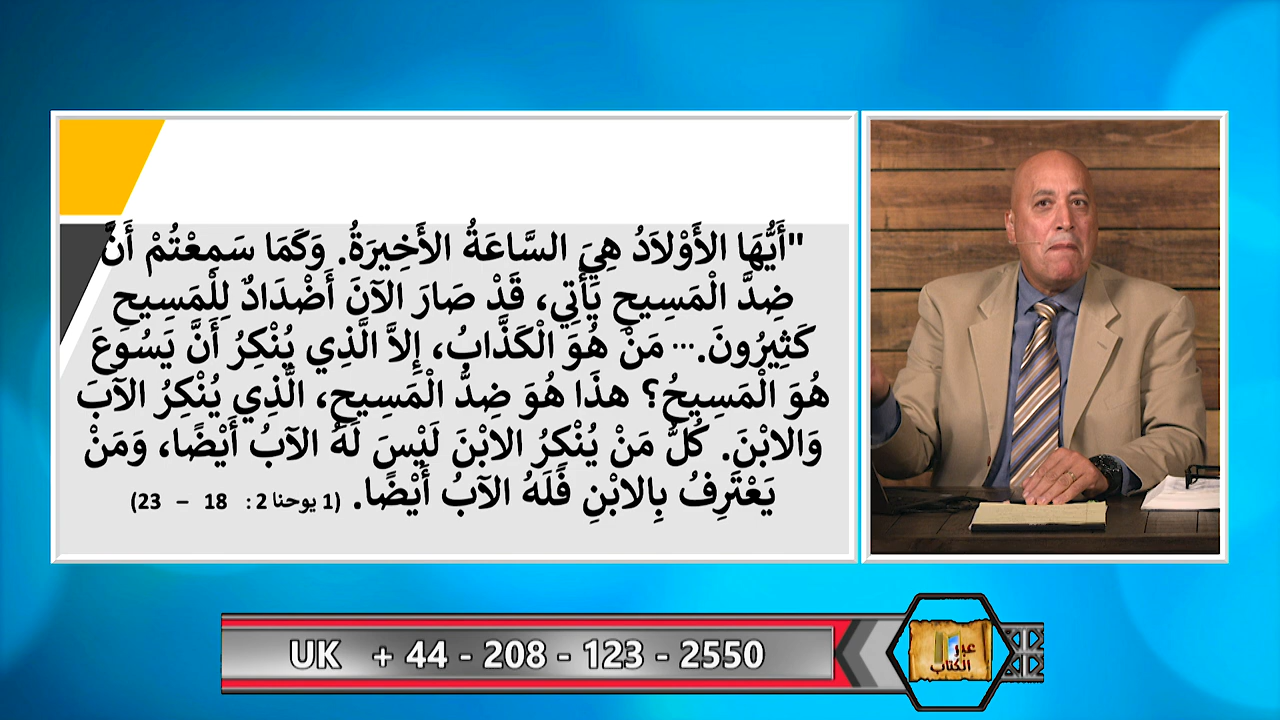 "أَيُّهَا الأَوْلاَدُ هِيَ السَّاعَةُ الأَخِيرَةُ. وَكَمَا سَمِعْتُمْ أَنَّ
ضِدَّ الْمَسِيحِ يَأْتِي، قَدْ صَارَ الآنَ أَضْدَادٌ لِلْمَسِيحِ
كَثِيرُونَ.... مَنْ هُوَ الْكَذَّابُ، إِلاَّ الَّذِي يُنْكِرُ أَنَّ يَسُوعَ
هُوَ الْمَسِيحُ؟ هذَا هُوَ ضِدُّ الْمَسِيحِ، الَّذِي يُنْكِرُ الآبَ
وَالابْنَ. كُلُّ مَنْ يُنْكِرُ الابْنَ لَيْسَ لَهُ الآبُ أَيْضًا، وَمَنْ
يَعْتَرِفُ بِالابْنِ فَلَهُ الآبُ أَيْضًا. (1 يوحنا 2 : 18 – 23)
UK + 44 - 208 - 123 - 2550
عبر
الكتاب